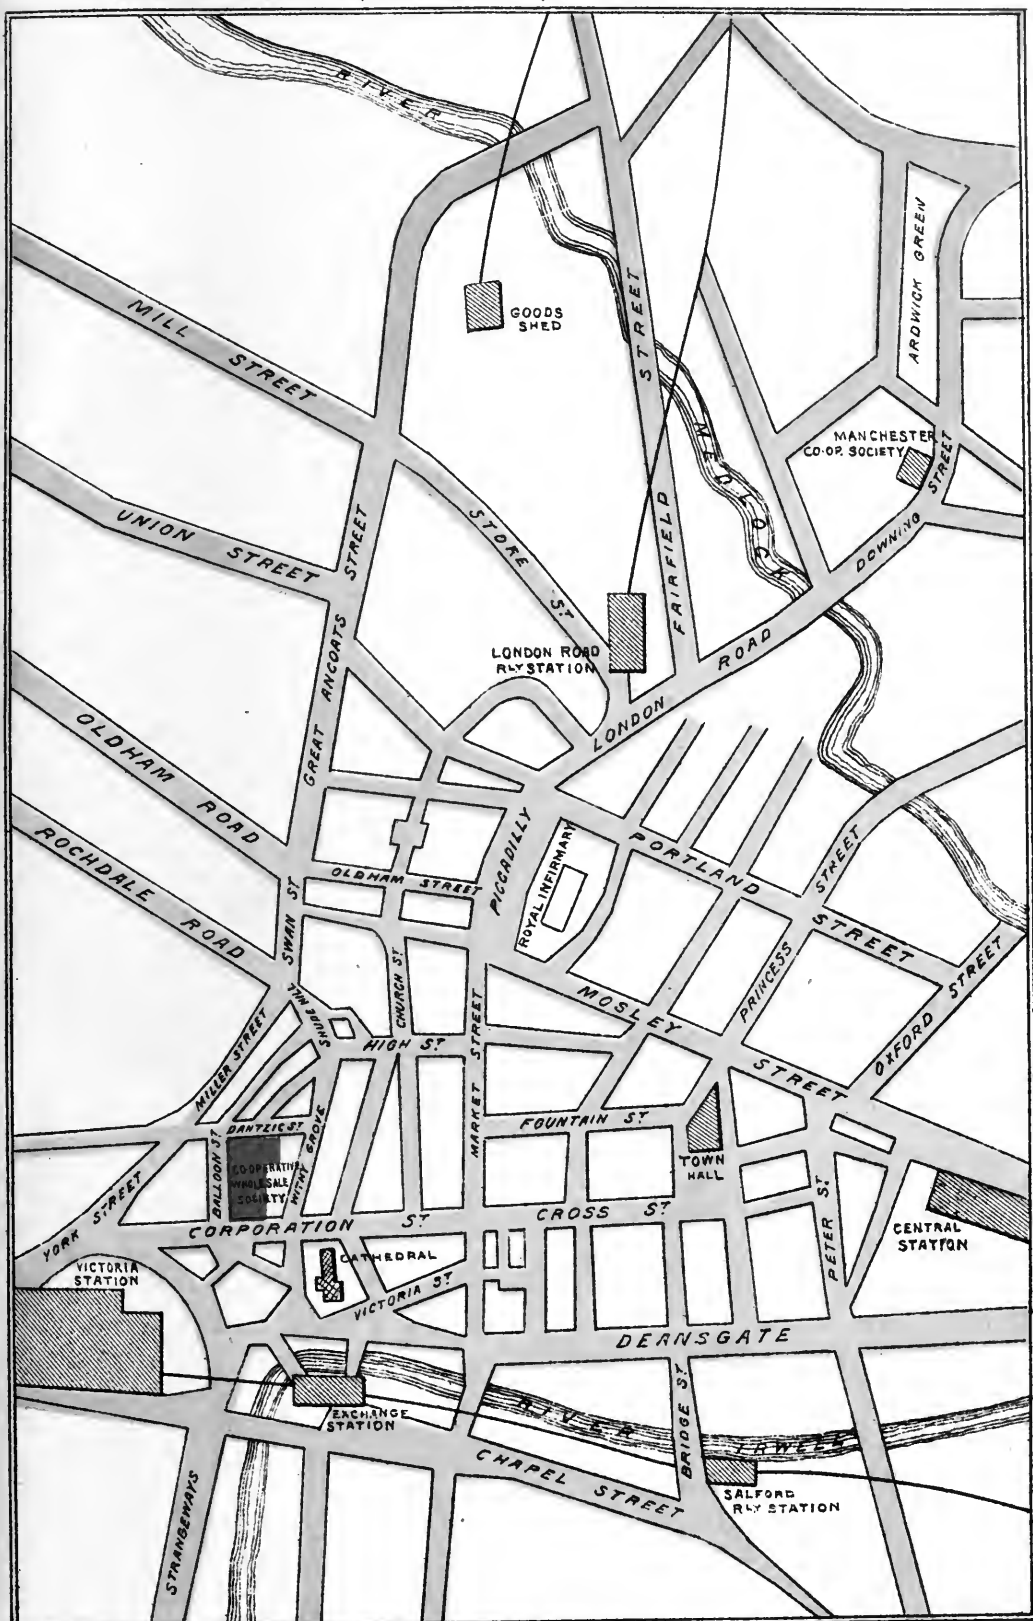 RIVER
GOODS
SHED
STREET
ARDWICK GREEN
MILL STREET
MANCHESTER
CO-OP. SOCIETY
MEDLOCK
STREET
DOWNING
UNION STREET
STREET
STORE ST
FAIRFIELD
GREAT ANCOATS
LONDON ROAD
RLY STATION
LONDON ROAD
OLDHAM ROAD
ROCHDALE ROAD
OLDHAM STREET
PICCADILLY
ROYAL INFIRMARY
PORTLAND STREET
STREET
PRINCESS
SWAN ST
SHUDE HILL
CHURCH ST
MOSLEY STREET
OXFORD STREET
MILLER STREET
HIGH ST
MARKET STREET
DANTZIC ST
FOUNTAIN ST
BALLOON ST
CO-OPERATIVE
WHOLESALE
SOCIETY
WITHY GROVE
TOWN
HALL
YORK STREET
CORPORATION ST
CROSS ST
PETER ST
CENTRAL
STATION
VICTORIA
STATION
CATHEDRAL
VICTORIA ST
DEANSGATE
EXCHANGE
STATION
RIVER IRWELL
BRIDGE ST
CHAPEL STREET
SALFORD
RLY STATION
STRANGEWAYS